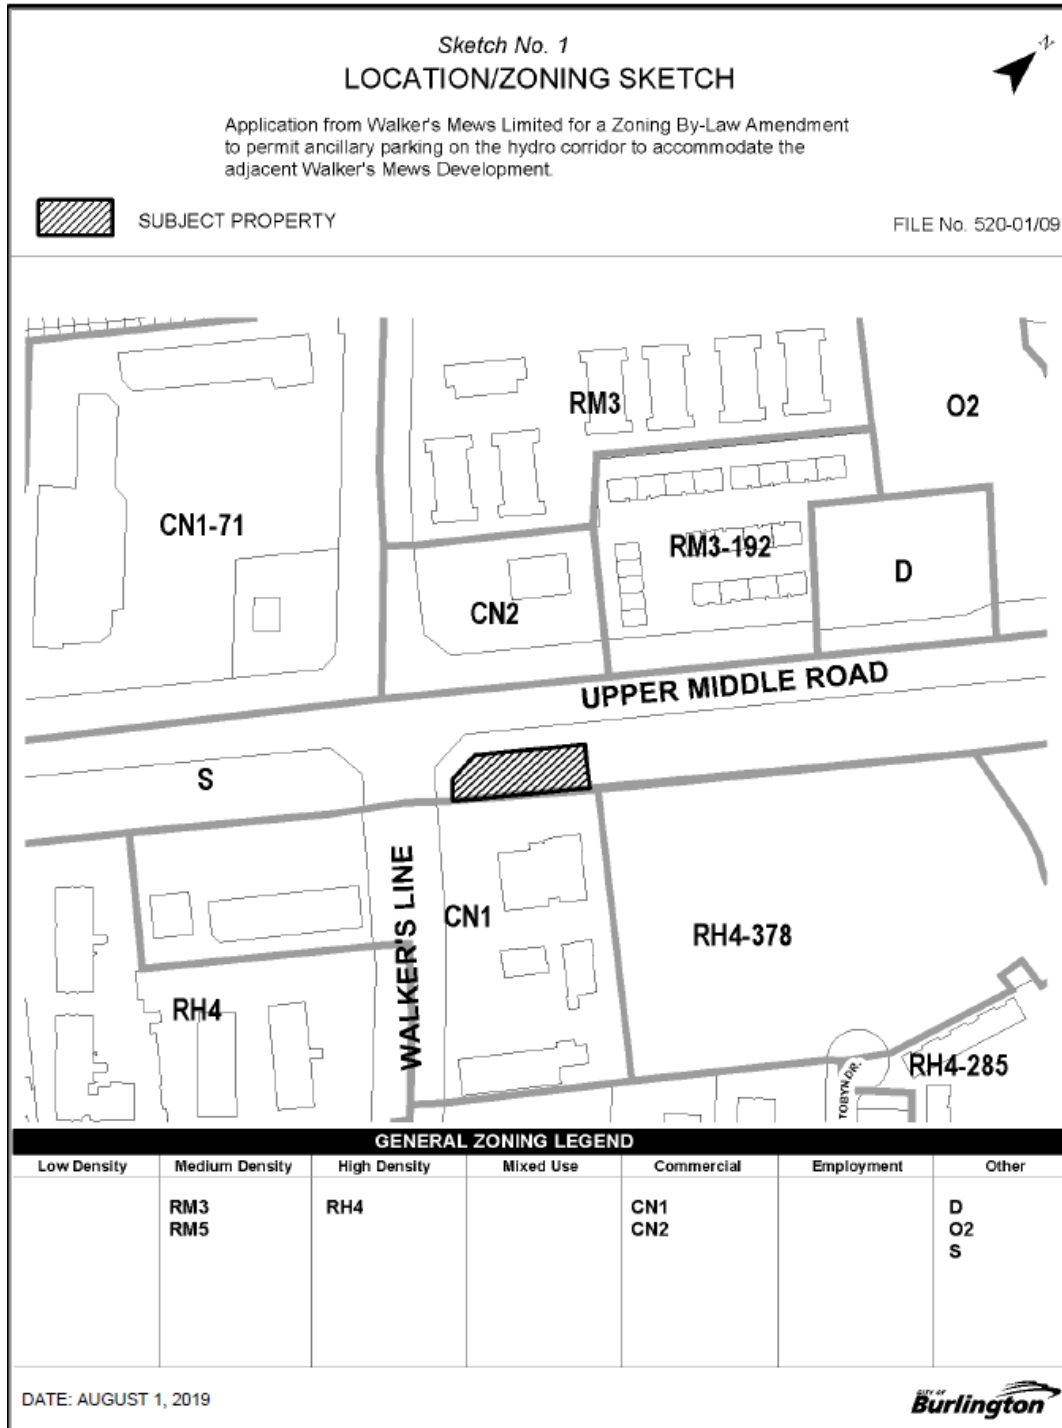 Sketch No. 1
LOCATION/ZONING SKETCH
N
Application from Walker's Mews Limited for a Zoning By-Law Amendment
to permit ancillary parking on the hydro corridor to accommodate the
adjacent Walker's Mews Development.
SUBJECT PROPERTY
FILE No. 520-01/09
RM3
O2
CN1-71
RM3-192
D
CN2
UPPER MIDDLE ROAD
S
WALKER'S LINE
CN1
RH4-378
RH4
RH4-285
TOBYN DR.
GENERAL ZONING LEGEND
Low Density Medium Density High Density Mixed Use Commercial Employment Other
RM3 RH4 CN1 D
RM5 CN2 O2
S
DATE: AUGUST 1, 2019
CITY OF
Burlington